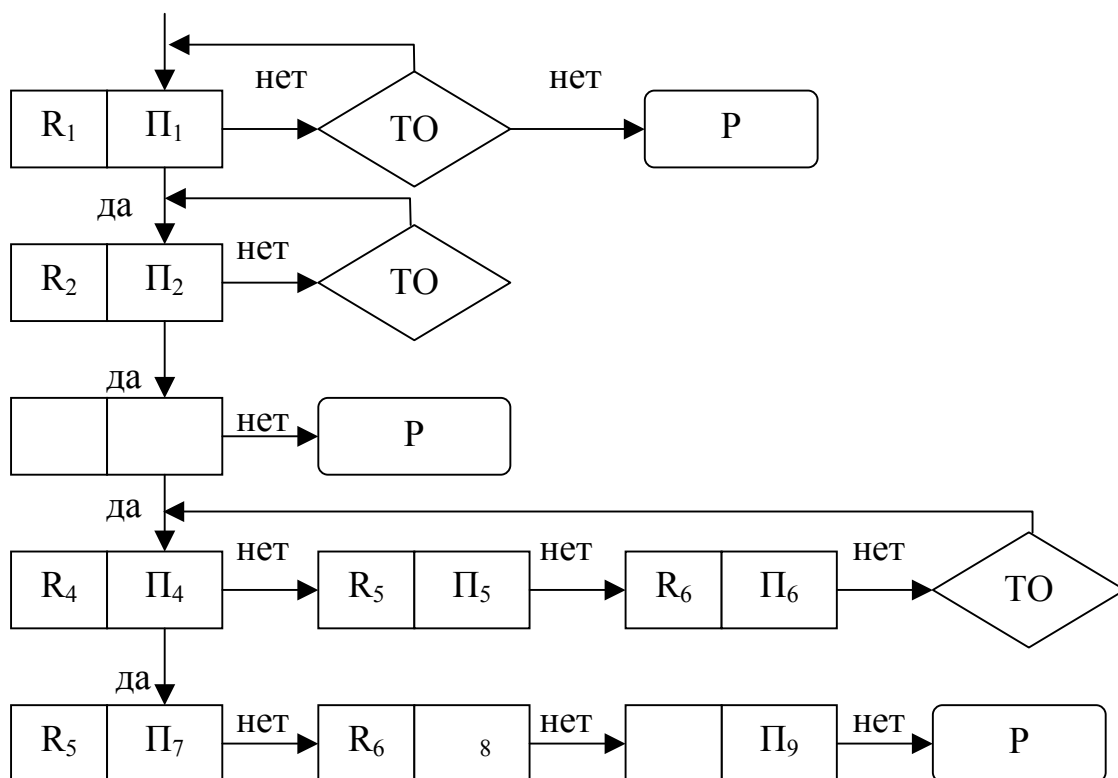 нет нет
R₁ П₁ ТО Р
да
нет
R₂ П₂ ТО
да
нет Р
да
нет нет нет
R₄ П₄ R₅ П₅ R₆ П₆ ТО
да
нет нет нет
R₅ П₇ R₆ ₈ П₉ Р